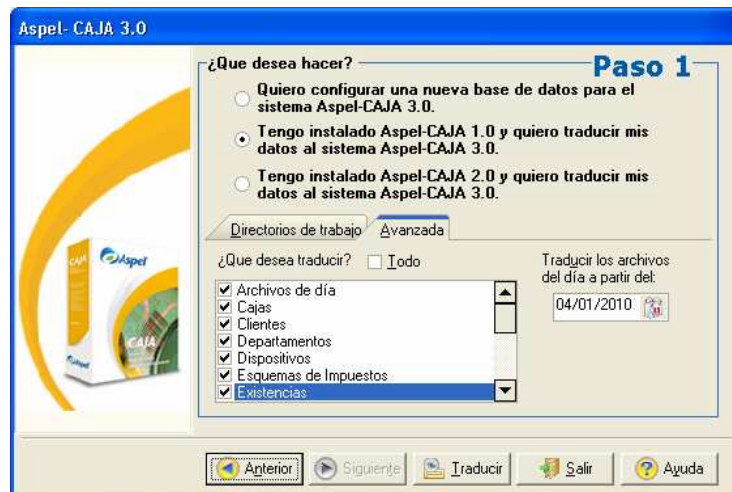 Aspel- CAJA 3.0
¿Que desea hacer?
Paso 1
Quiero configurar una nueva base de datos para el
sistema Aspel-CAJA 3.0.
Tengo instalado Aspel-CAJA 1.0 y quiero traducir mis
datos al sistema Aspel-CAJA 3.0.
Tengo instalado Aspel-CAJA 2.0 y quiero traducir mis
datos al sistema Aspel-CAJA 3.0.
Directorios de trabajo
Avanzada
¿Que desea traducir?
Todo
Traducir los archivos
del día a partir del:
04/01/2010
Archivos de día
Cajas
Clientes
Departamentos
Dispositivos
Esquemas de Impuestos
Existencias
CAJA
Aspel
CAJA
Aspel
Anterior
Siguiente
Traducir
Salir
Ayuda